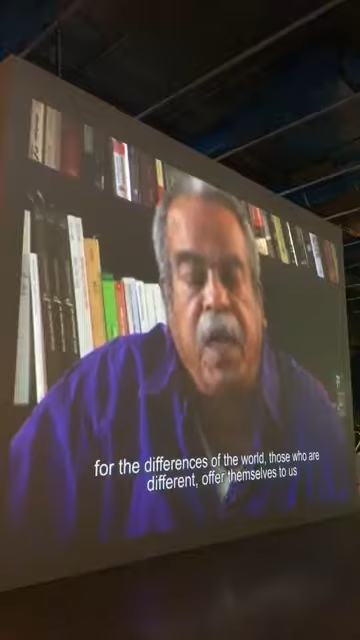 for the differences of the world, those who are
different, offer themselves to us